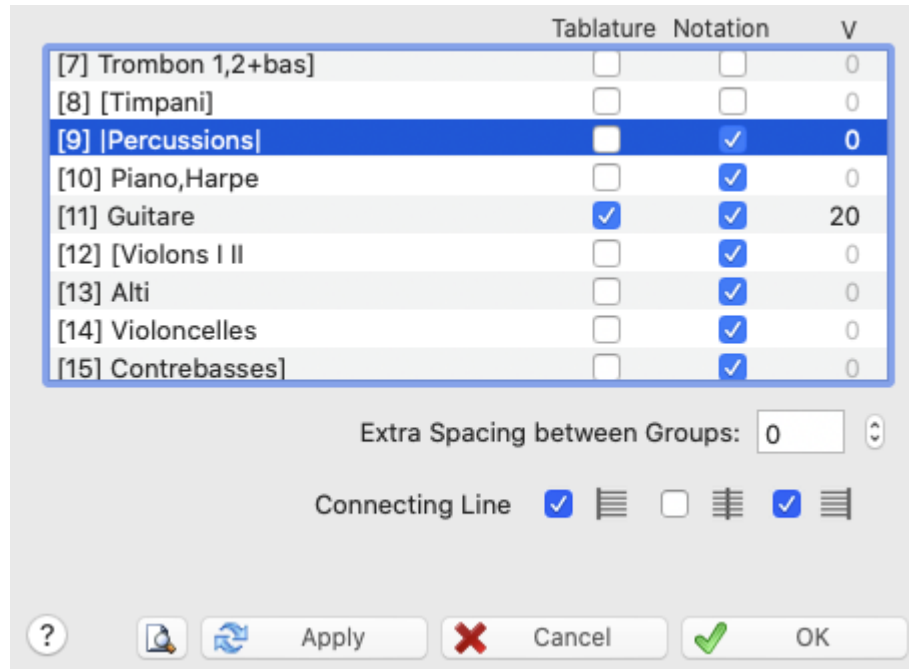 Tablature Notation V
[7] Trombon 1,2+bas] 0
[8] [Timpani] 0
[9] |Percussions| 0
[10] Piano,Harpe 0
[11] Guitare 20
[12] [Violons I II 0
[13] Alti 0
[14] Violoncelles 0
[15] Contrebasses] 0
Extra Spacing between Groups: 0
Connecting Line
? Apply Cancel OK